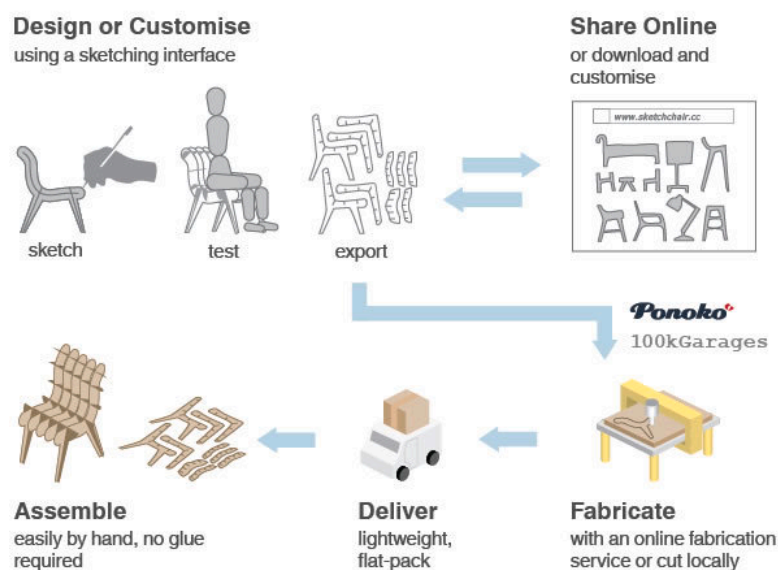 Design or Customise
using a sketching interface
Share Online
or download and
customise
www.sketchchair.cc
sketch
test
export
Ponoko
100kGarages
Assemble
easily by hand, no glue
required
Deliver
lightweight,
flat-pack
Fabricate
with an online fabrication
service or cut locally